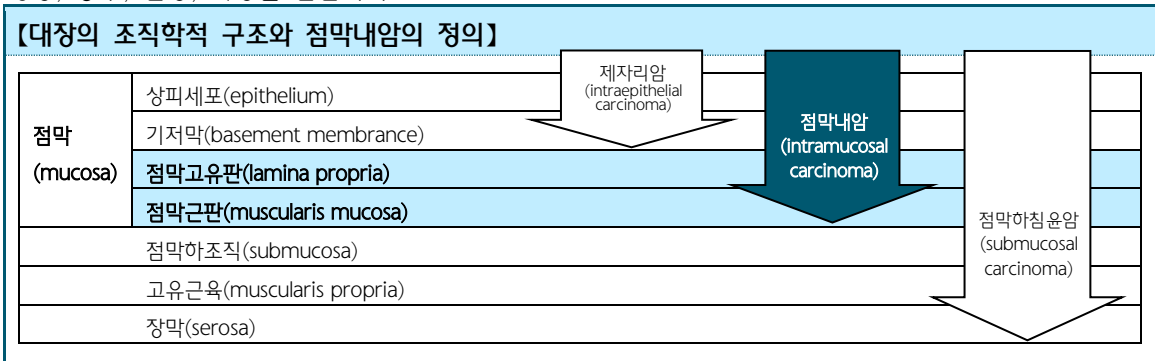 【대장의 조직학적 구조와 점막내암의 정의】
제자리암
(intraepithelial
carcinoma)
점막내암
(intramucosal
carcinoma)
점막하침윤암
(submucosal
carcinoma)
점막
(mucosa)
상피세포(epithelium)
기저막(basement membrance)
점막고유판(lamina propria)
점막근판(muscularis mucosa)
점막하조직(submucosa)
고유근육(muscularis propria)
장막(serosa)